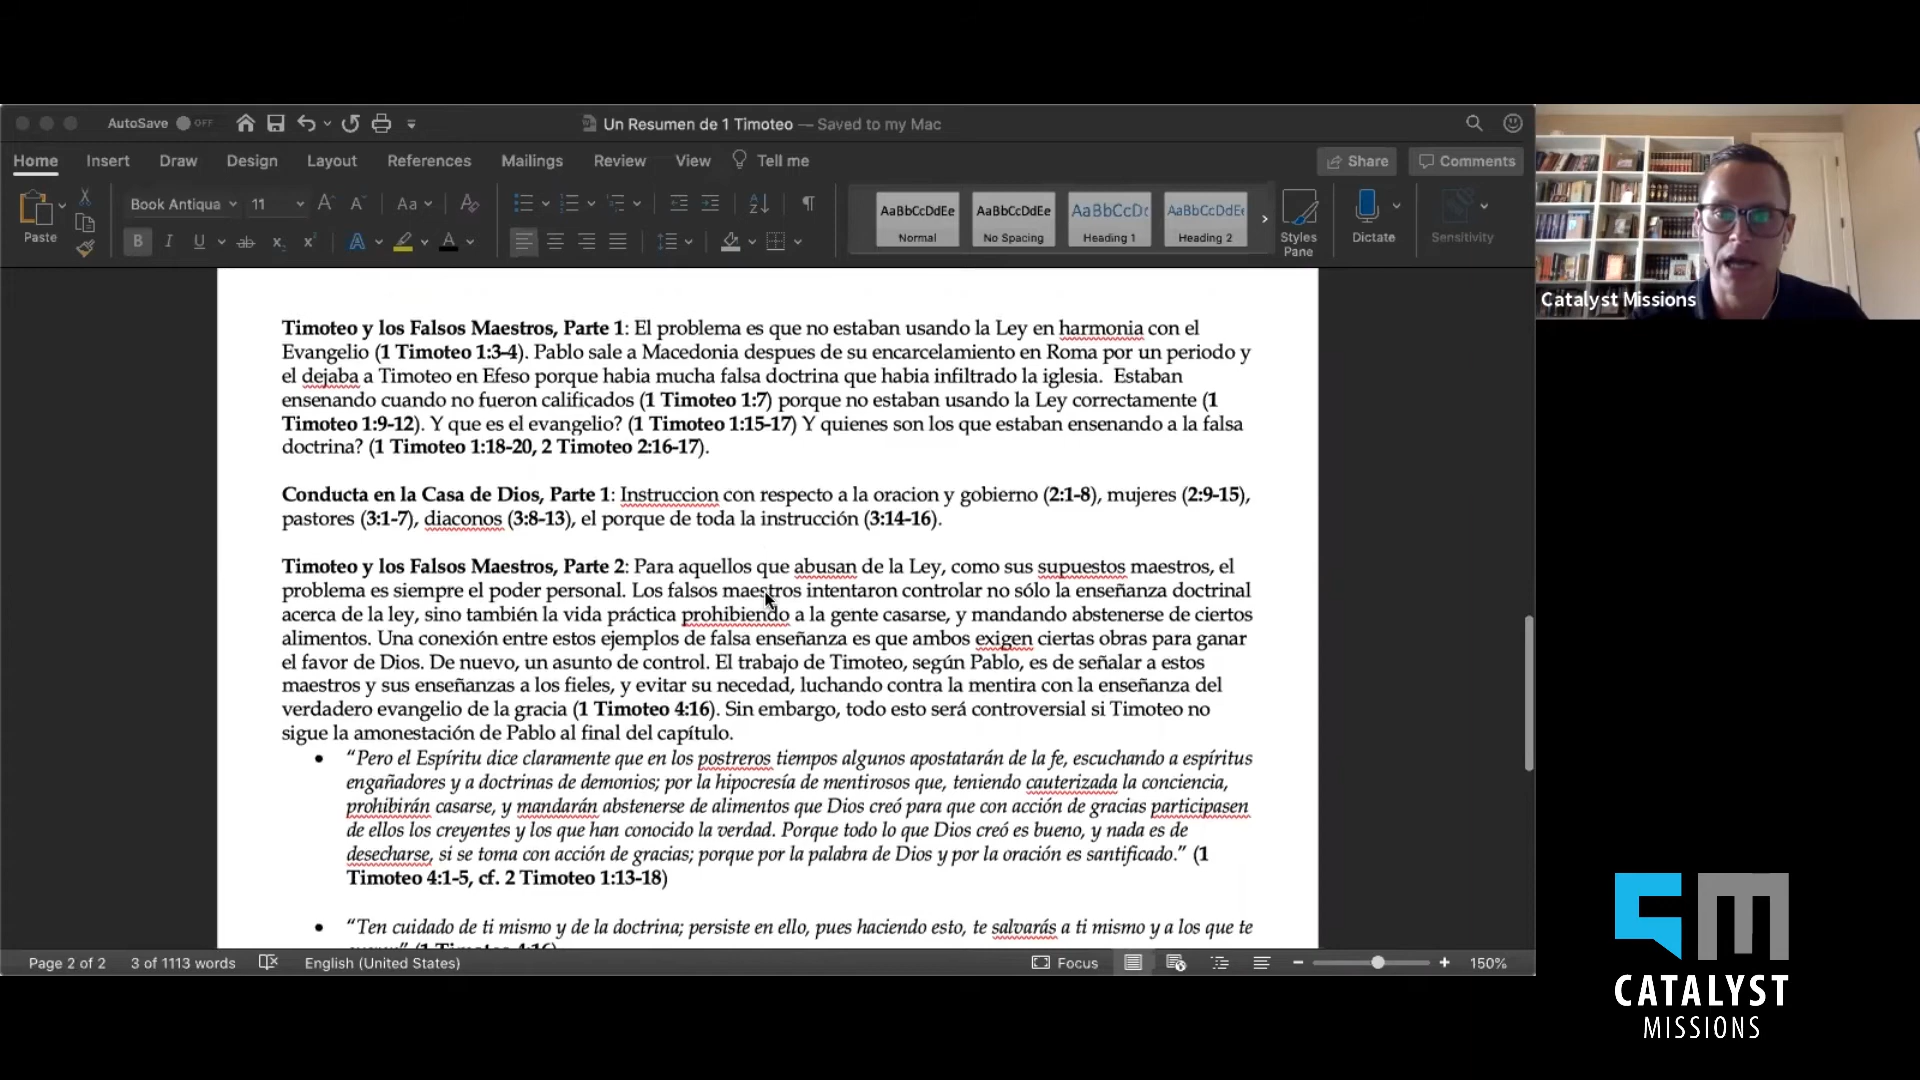 AutoSave OFF
Un Resumen de 1 Timoteo — Saved to my Mac
Home Insert Draw Design Layout References Mailings Review View Tell me Share Comments
Paste
Book Antiqua 11
AaBbCcDdEe Normal
AaBbCcDdEe No Spacing
AaBbCcDc Heading 1
AaBbCcDdEe Heading 2
Styles Pane
Dictate
Sensitivity
Timoteo y los Falsos Maestros, Parte 1: El problema es que no estaban usando la Ley en harmonia con el
Evangelio (1 Timoteo 1:3-4). Pablo sale a Macedonia despues de su encarcelamiento en Roma por un periodo y
el dejaba a Timoteo en Efeso porque habia mucha falsa doctrina que habia infiltrado la iglesia. Estaban
ensenando cuando no fueron calificados (1 Timoteo 1:7) porque no estaban usando la Ley correctamente (1
Timoteo 1:9-12). Y que es el evangelio? (1 Timoteo 1:15-17) Y quienes son los que estaban ensenando a la falsa
doctrina? (1 Timoteo 1:18-20, 2 Timoteo 2:16-17).
Conducta en la Casa de Dios, Parte 1: Instruccion con respecto a la oracion y gobierno (2:1-8), mujeres (2:9-15),
pastores (3:1-7), diaconos (3:8-13), el porque de toda la instrucción (3:14-16).
Timoteo y los Falsos Maestros, Parte 2: Para aquellos que abusan de la Ley, como sus supuestos maestros, el
problema es siempre el poder personal. Los falsos maestros intentaron controlar no sólo la enseñanza doctrinal
acerca de la ley, sino también la vida práctica prohibiendo a la gente casarse, y mandando abstenerse de ciertos
alimentos. Una conexión entre estos ejemplos de falsa enseñanza es que ambos exigen ciertas obras para ganar
el favor de Dios. De nuevo, un asunto de control. El trabajo de Timoteo, según Pablo, es de señalar a estos
maestros y sus enseñanzas a los fieles, y evitar su necedad, luchando contra la mentira con la enseñanza del
verdadero evangelio de la gracia (1 Timoteo 4:16). Sin embargo, todo esto será controversial si Timoteo no
sigue la amonestación de Pablo al final del capítulo.
• “Pero el Espíritu dice claramente que en los postreros tiempos algunos apostatarán de la fe, escuchando a espíritus
engañadores y a doctrinas de demonios; por la hipocresía de mentirosos que, teniendo cauterizada la conciencia,
prohibirán casarse, y mandarán abstenerse de alimentos que Dios creó para que con acción de gracias participasen
de ellos los creyentes y los que han conocido la verdad. Porque todo lo que Dios creó es bueno, y nada es de
desecharse, si se toma con acción de gracias; porque por la palabra de Dios y por la oración es santificado.” (1
Timoteo 4:1-5, cf. 2 Timoteo 1:13-18)
• “Ten cuidado de ti mismo y de la doctrina; persiste en ello, pues haciendo esto, te salvarás a ti mismo y a los que te
Page 2 of 2 3 of 1113 words English (United States) Focus 150%
Catalyst Missions
CATALYST
MISSIONS